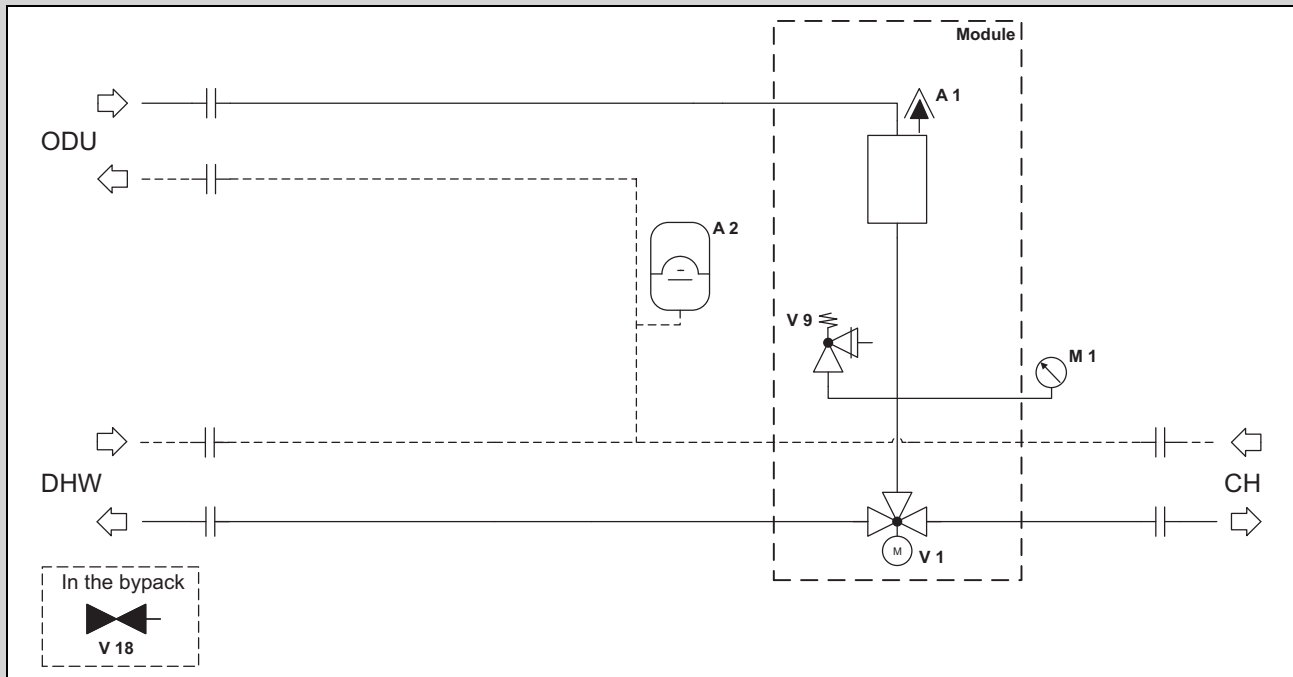 Module
A 1
ODU
A 2
V 9
M 1
DHW
CH
M
V 1
In the bypack
V 18